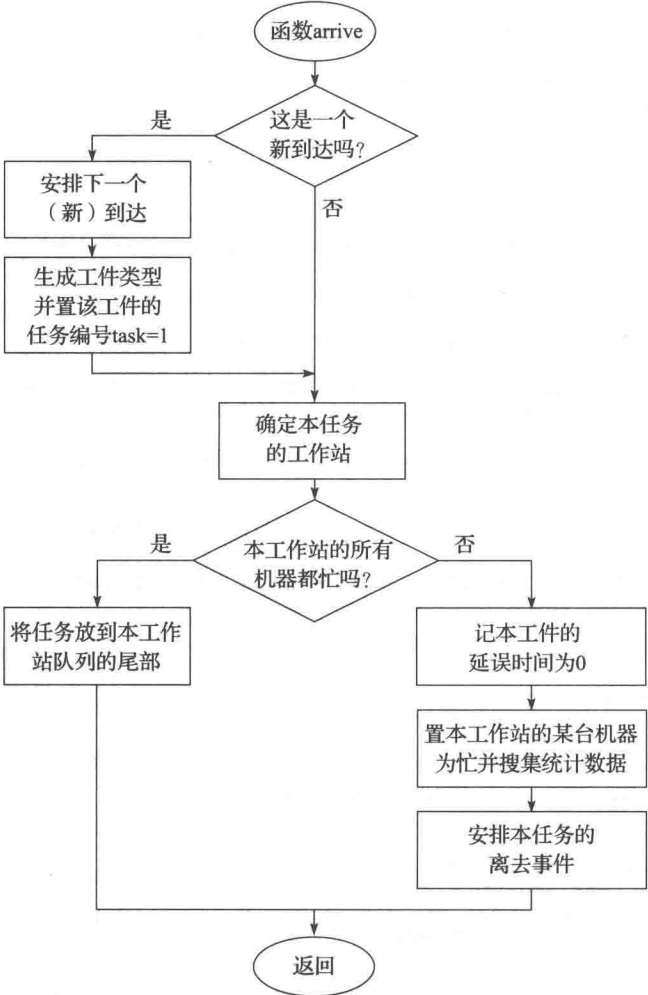 函数arrive
这是一个
新到达吗？
是
安排下一个
（新）到达
否
生成工件类型
并置该工件的
任务编号task=1
确定本任务
的工作站
是
本工作站的所有
机器都忙吗？
否
将任务放到本工作
站队列的尾部
记本工件的
延误时间为0
置本工作站的某台机器
为忙并搜集统计数据
安排本任务的
离去事件
返回